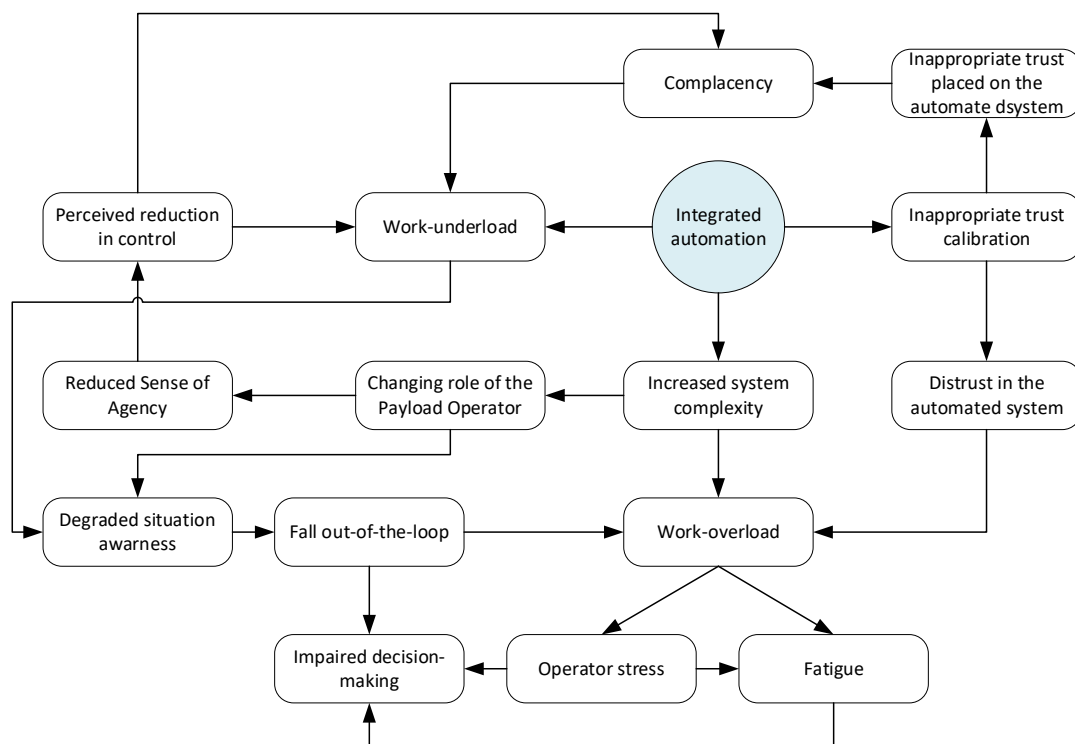 Complacency
Inappropriate trust
placed on the
automate dsystem
Perceived reduction
in control
Work-underload
Integrated
automation
Inappropriate trust
calibration
Reduced Sense of
Agency
Changing role of the
Payload Operator
Increased system
complexity
Distrust in the
automated system
Degraded situation
awarness
Fall out-of-the-loop
Work-overload
Impaired decision-
making
Operator stress
Fatigue